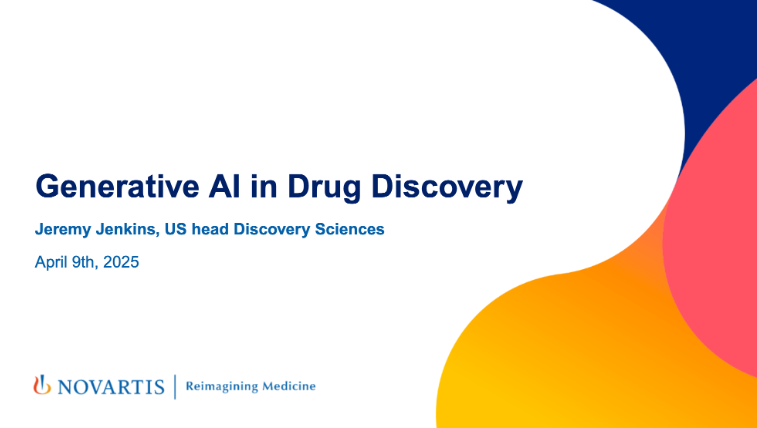 Generative AI in Drug Discovery
Jeremy Jenkins, US head Discovery Sciences
April 9th, 2025
NOVARTIS | Reimagining Medicine